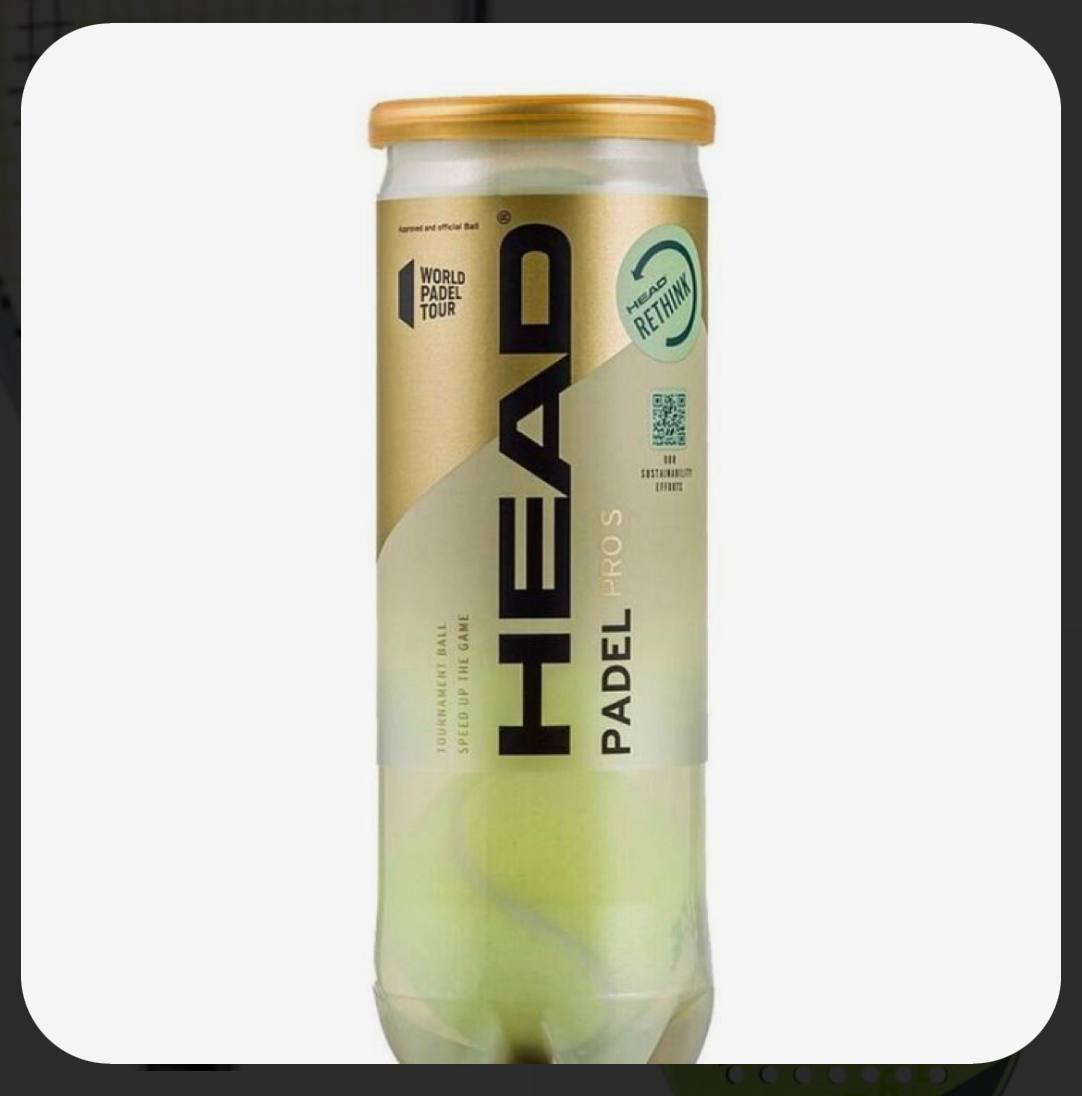 Approved and official Ball
WORLD
PADEL
TOUR
HEAD®
HEAD
RETHINK
OUR
SUSTAINABILITY
EFFORTS
PADEL PRO S
TOURNAMENT BALL
SPEED UP THE GAME